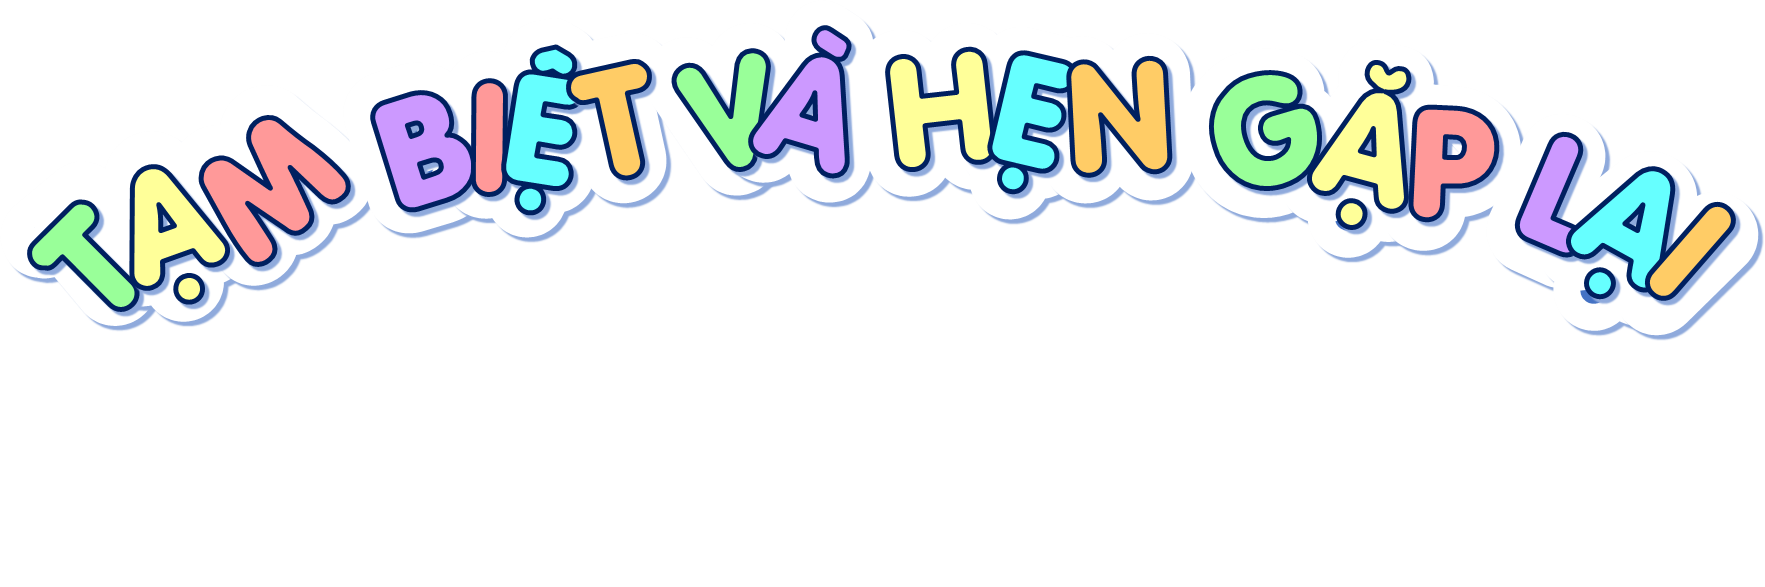 TẠM BIỆT VÀ HẸN GẶP LẠI